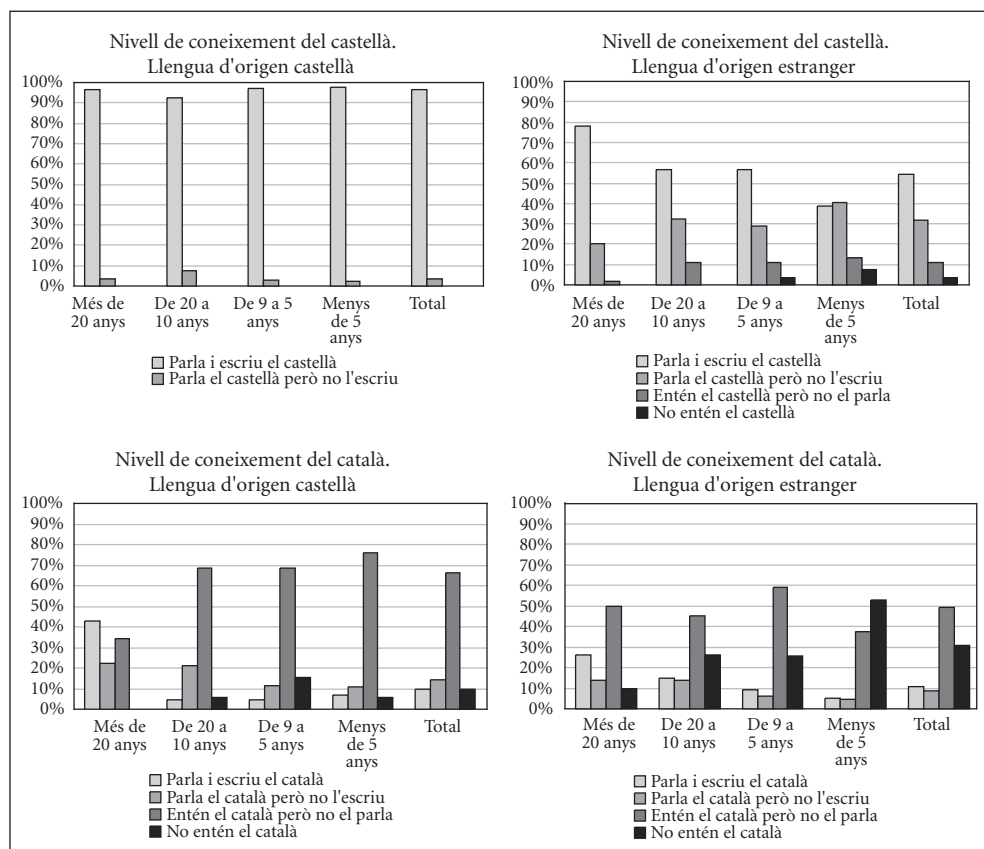 Nivell de coneixement del castellà.
Llengua d'origen castellà
100%
90%
80%
70%
60%
50%
40%
30%
20%
10%
0%
Més de
20 anys
De 20 a
10 anys
De 9 a 5
anys
Menys
de 5
anys
Total
Parla i escriu el castellà
Parla el castellà però no l'escriu
Nivell de coneixement del castellà.
Llengua d'origen estranger
100%
90%
80%
70%
60%
50%
40%
30%
20%
10%
0%
Més de
20 anys
De 20 a
10 anys
De 9 a
5 anys
Menys
de 5
anys
Total
Parla i escriu el castellà
Parla el castellà però no l'escriu
Entén el castellà però no el parla
No entén el castellà
Nivell de coneixement del català.
Llengua d'origen castellà
100%
90%
80%
70%
60%
50%
40%
30%
20%
10%
0%
Més de
20 anys
De 20 a
10 anys
De 9 a
5 anys
Menys
de 5
anys
Total
Parla i escriu el català
Parla el català però no l'escriu
Entén el català però no el parla
No entén el català
Nivell de coneixement del català.
Llengua d'origen estranger
100%
90%
80%
70%
60%
50%
40%
30%
20%
10%
0%
Més de
20 anys
De 20 a
10 anys
De 9 a
5 anys
Menys
de 5
anys
Total
Parla i escriu el català
Parla el català però no l'escriu
Entén el català però no el parla
No entén el català